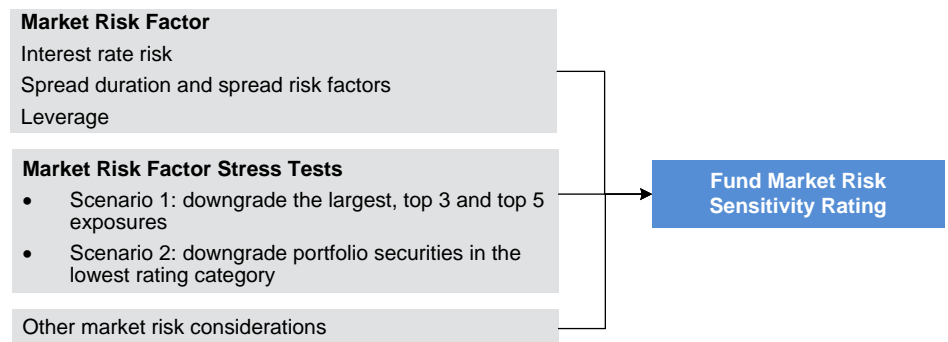 Market Risk Factor
Interest rate risk
Spread duration and spread risk factors
Leverage
Market Risk Factor Stress Tests
• Scenario 1: downgrade the largest, top 3 and top 5
exposures
• Scenario 2: downgrade portfolio securities in the
lowest rating category
Other market risk considerations
Fund Market Risk
Sensitivity Rating